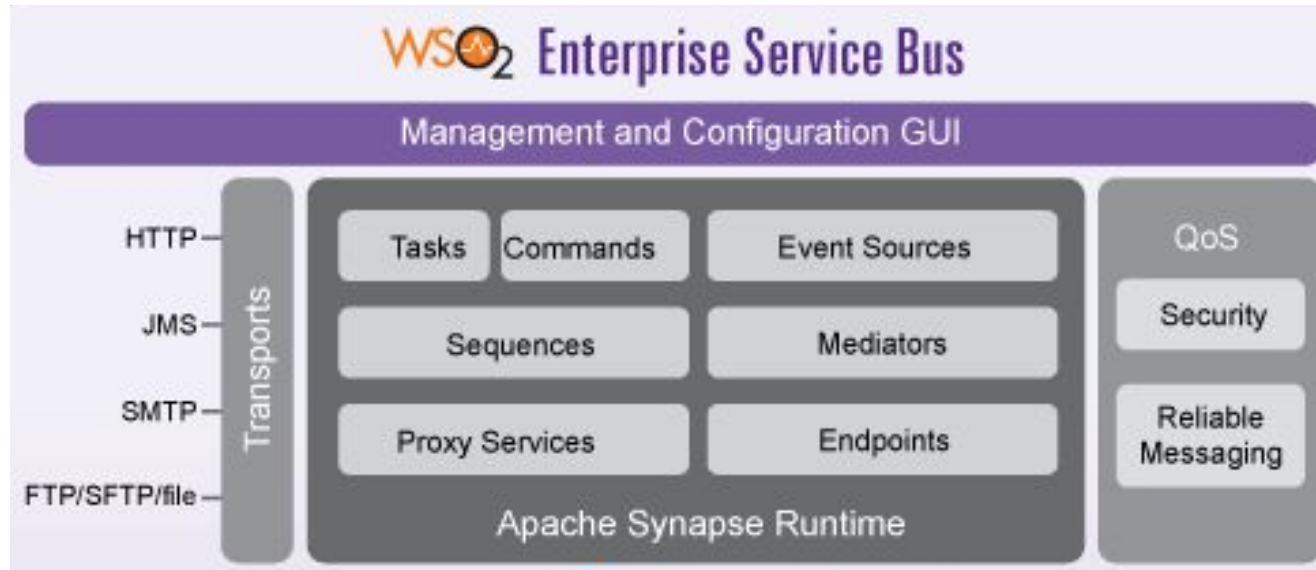 WSO2 Enterprise Service Bus
Management and Configuration GUI
HTTP
JMS
SMTP
FTP/SFTP/file
Transports
Tasks
Commands
Event Sources
Sequences
Mediators
Proxy Services
Endpoints
Apache Synapse Runtime
QoS
Security
Reliable
Messaging